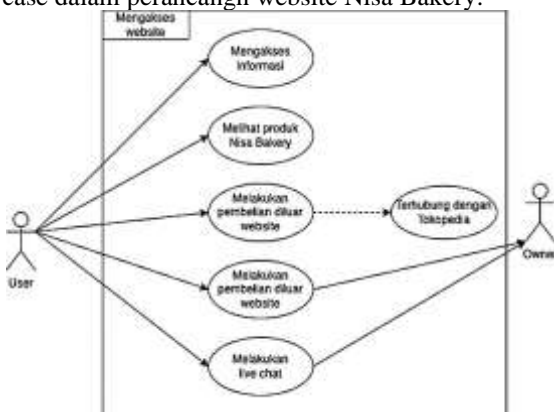 case dalam perancangn website Nisa Bakery.
Mengakses
website
Mengakses
Informasi
Melihat produk
Nisa Bakery
Melakukan
pembelian diluar
website
Terhubung dengan
Tokopedia
User
Owner
Melakukan
pembelian diluar
website
Melakukan
live chat